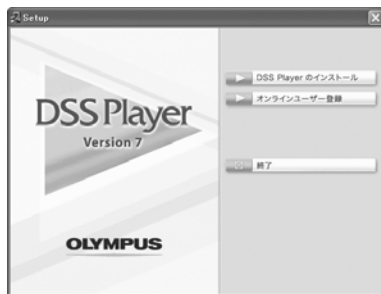 Setup
DSS Player
Version 7
OLYMPUS
DSS Player のインストール
オンラインユーザー登録
終了